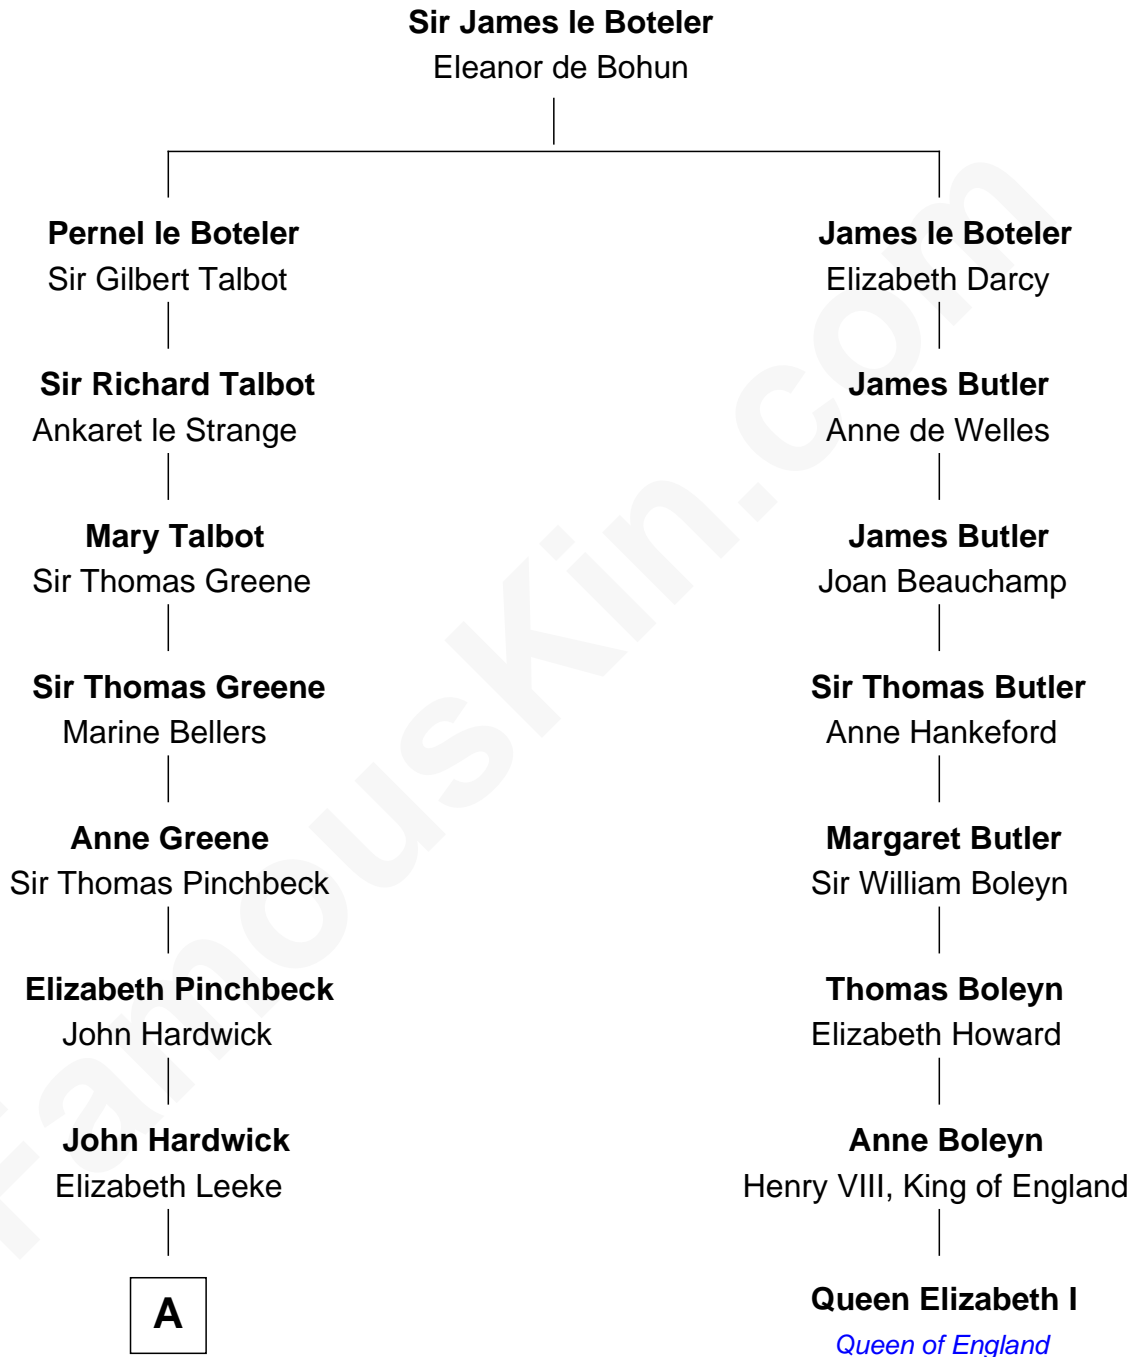 Sir James le Boteler
Eleanor de Bohun
Pernel le Boteler
Sir Gilbert Talbot
James le Boteler
Elizabeth Darcy
Sir Richard Talbot
Ankaret le Strange
James Butler
Anne de Welles
Mary Talbot
Sir Thomas Greene
James Butler
Joan Beauchamp
Sir Thomas Greene
Marine Bellers
Sir Thomas Butler
Anne Hankeford
Anne Greene
Sir Thomas Pinchbeck
Margaret Butler
Sir William Boleyn
Elizabeth Pinchbeck
John Hardwick
Thomas Boleyn
Elizabeth Howard
John Hardwick
Elizabeth Leeke
Anne Boleyn
Henry VIII, King of England
A
Queen Elizabeth I
Queen of England
FamousKin.com